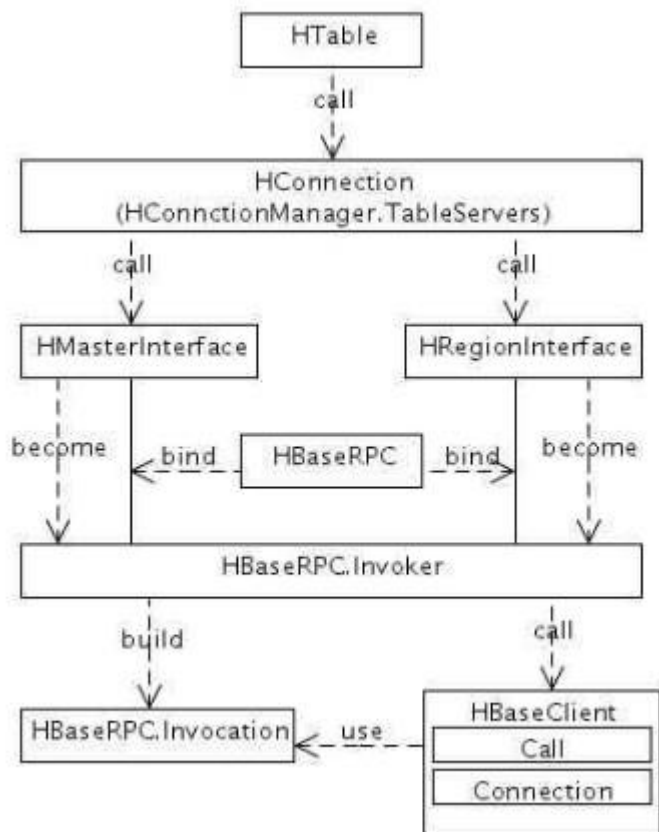 HTable
call
HConnection
(HConnctionManager.TableServers)
call
call
HMasterInterface
HRegionInterface
become
bind
HBaseRPC
bind
become
HBaseRPC.Invoker
build
call
HBaseRPC.Invocation
use
HBaseClient
Call
Connection